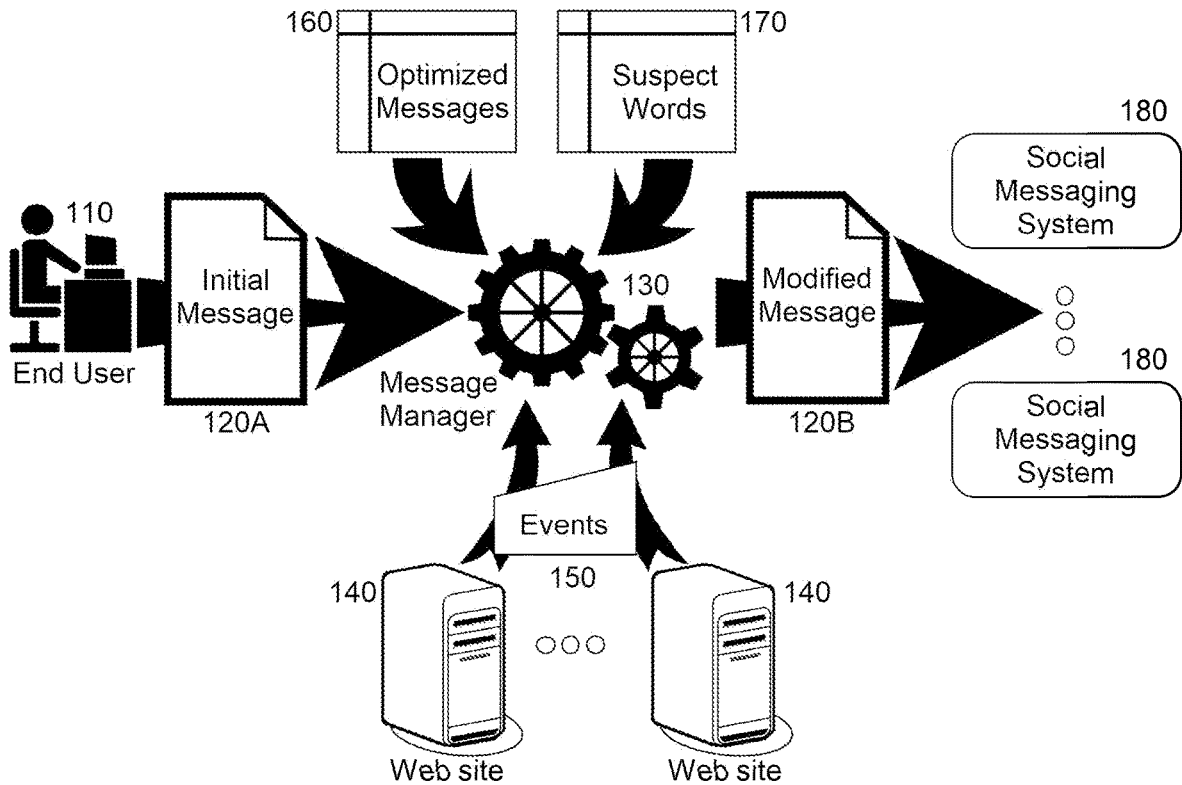 160
Optimized
Messages
170
Suspect
Words
180
Social
Messaging
System
110
End User
Initial
Message
120A
Message
Manager
130
Modified
Message
120B
180
Social
Messaging
System
Events
150
140
Web site
140
Web site